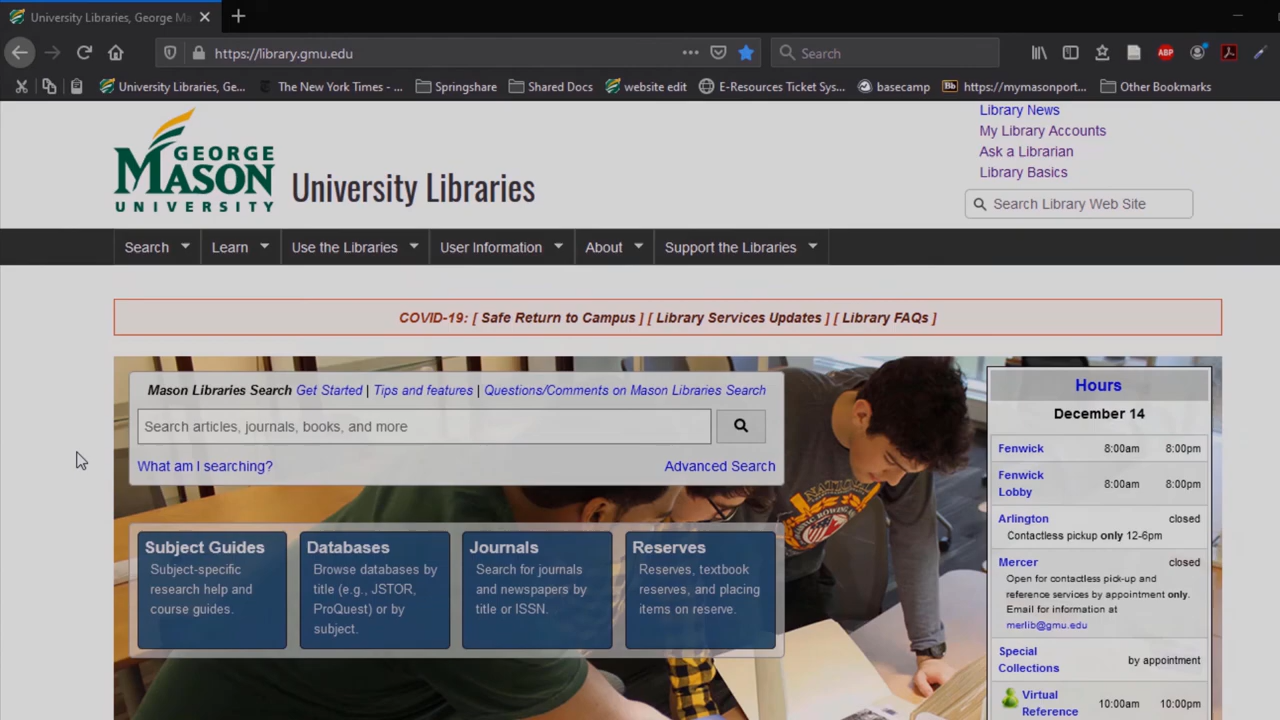 University Libraries, George Ma
https://library.gmu.edu
Search
ABP
University Libraries, Ge...
The New York Times - ...
Springshare
Shared Docs
website edit
E-Resources Ticket Sys...
basecamp
Bb
https://mymasonport...
Other Bookmarks
GEORGE
MASON
UNIVERSITY
University Libraries
Library News
My Library Accounts
Ask a Librarian
Library Basics
Search Library Web Site
Search
Learn
Use the Libraries
User Information
About
Support the Libraries
COVID-19: [ Safe Return to Campus ] [ Library Services Updates ] [ Library FAQs ]
Mason Libraries Search Get Started | Tips and features | Questions/Comments on Mason Libraries Search
Search articles, journals, books, and more
What am I searching?
Advanced Search
Subject Guides
Subject-specific
research help and
course guides.
Databases
Browse databases by
title (e.g., JSTOR,
ProQuest) or by
subject.
Journals
Search for journals
and newspapers by
title or ISSN.
Reserves
Reserves, textbook
reserves, and placing
items on reserve.
Hours
December 14
Fenwick 8:00am 8:00pm
Fenwick
Lobby 8:00am 8:00pm
Arlington closed
Contactless pickup only 12-6pm
Mercer closed
Open for contactless pick-up and
reference services by appointment only.
Email for information at
merlib@gmu.edu
Special
Collections by appointment
Virtual
Reference 10:00am 10:00pm